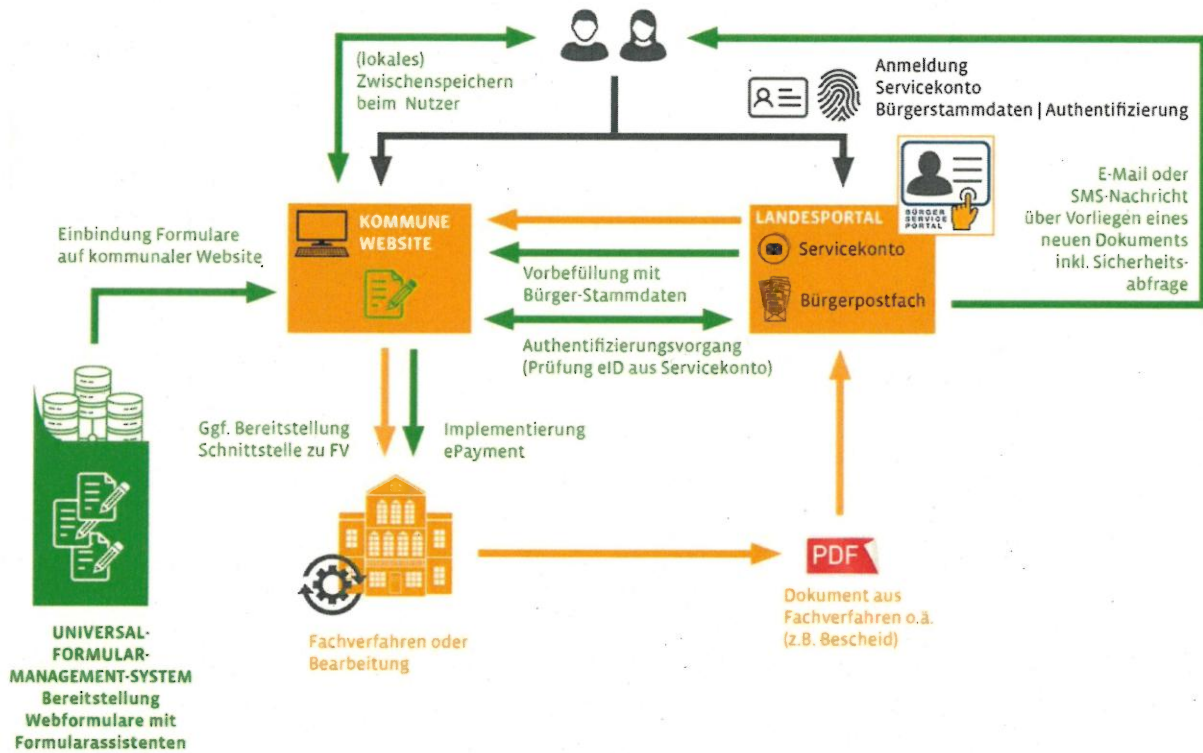 (lokales)
Zwischenspeichern
beim Nutzer
Anmeldung
Servicekonto
Bürgerstammdaten | Authentifizierung
E-Mail oder
SMS-Nachricht
über Vorliegen eines
neuen Dokuments
inkl. Sicherheits-
abfrage
BÜRGER
SERVICE
PORTAL
Einbindung Formulare
auf kommunaler Website
KOMMUNE
WEBSITE
LANDESPORTAL
Servicekonto
Bürgerpostfach
Vorbefüllung mit
Bürger-Stammdaten
Authentifizierungsvorgang
(Prüfung eID aus Servicekonto)
Ggf. Bereitstellung
Schnittstelle zu FV
Implementierung
ePayment
PDF
Dokument aus
Fachverfahren o.ä.
(z.B. Bescheid)
Fachverfahren oder
Bearbeitung
UNIVERSAL-
FORMULAR-
MANAGEMENT-SYSTEM
Bereitstellung
Webformulare mit
Formularassistenten